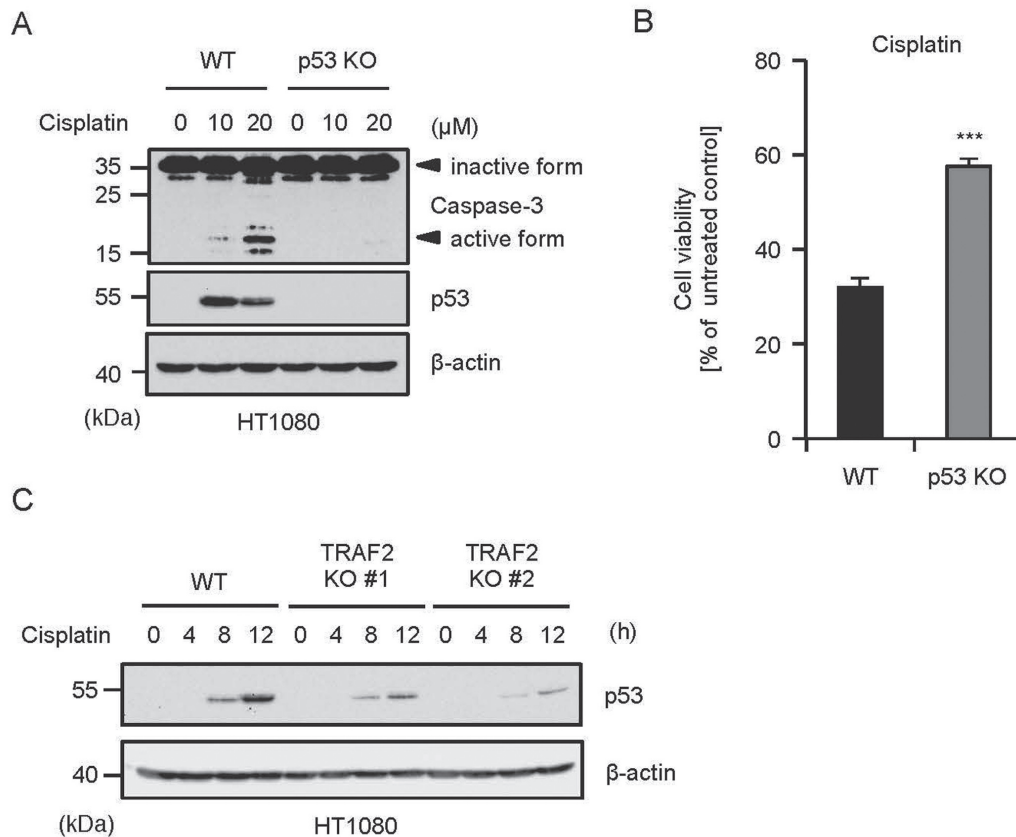 A
WT p53 KO
Cisplatin 0 10 20 0 10 20 (µM)
35 inactive form
25
Caspase-3
active form
15
55 p53
β-actin
40
(kDa) HT1080
B
Cisplatin
80
***
60
40
20
0
Cell viability
[% of untreated control]
WT p53 KO
C
WT TRAF2 KO #1 TRAF2 KO #2
Cisplatin 0 4 8 12 0 4 8 12 0 4 8 12 (h)
55 p53
40 β-actin
(kDa) HT1080